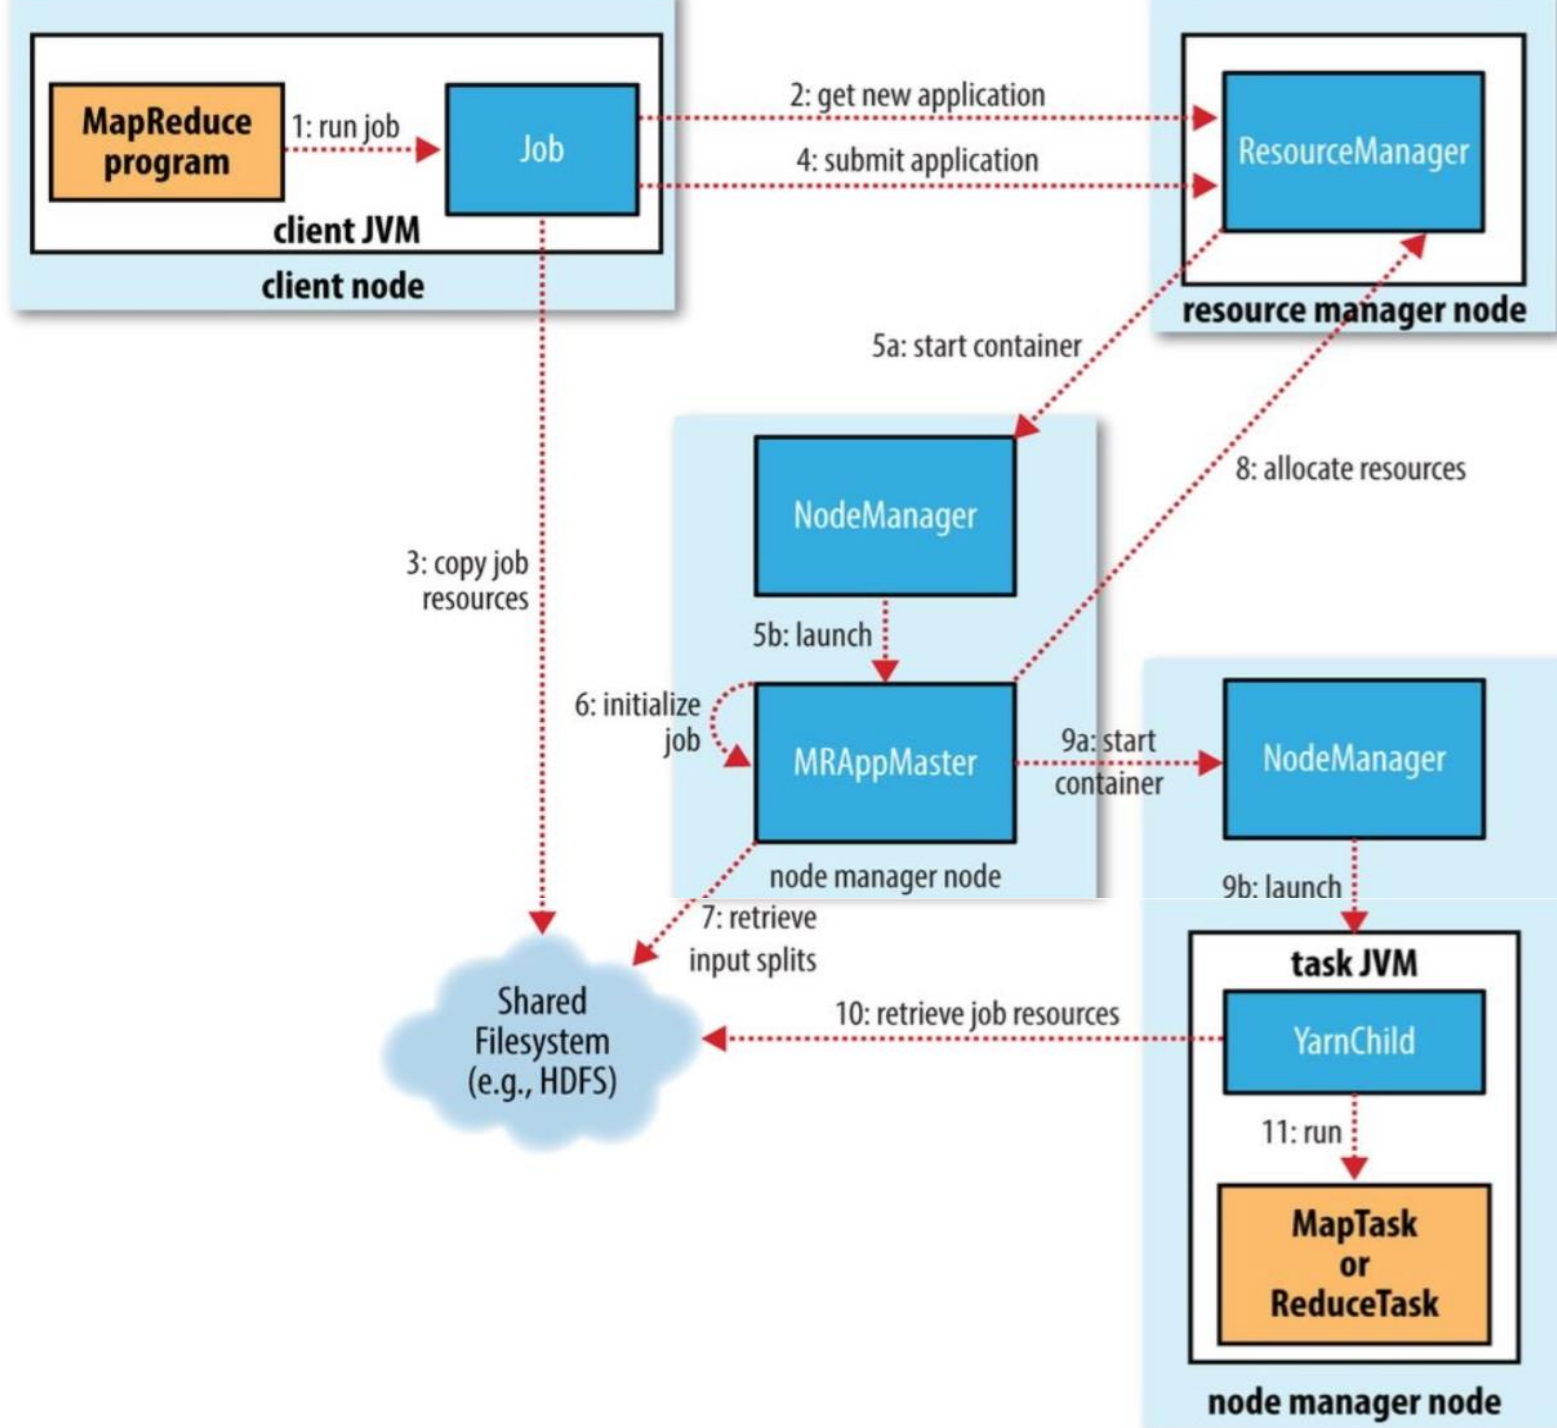 MapReduce
program
1: run job
Job
client JVM
client node
2: get new application
4: submit application
ResourceManager
resource manager node
5a: start container
8: allocate resources
3: copy job
resources
NodeManager
5b: launch
6: initialize
job
MRAppMaster
9a: start
container
NodeManager
node manager node
9b: launch
7: retrieve
input splits
task JVM
Shared
Filesystem
(e.g., HDFS)
10: retrieve job resources
YarnChild
11: run
MapTask
or
ReduceTask
node manager node